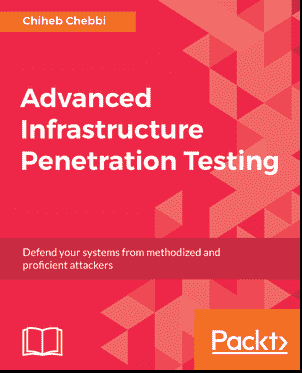 Chiheb Chebbi
Advanced
Infrastructure
Penetration Testing
Defend your systems from methodized and
proficient attackers
Packt>